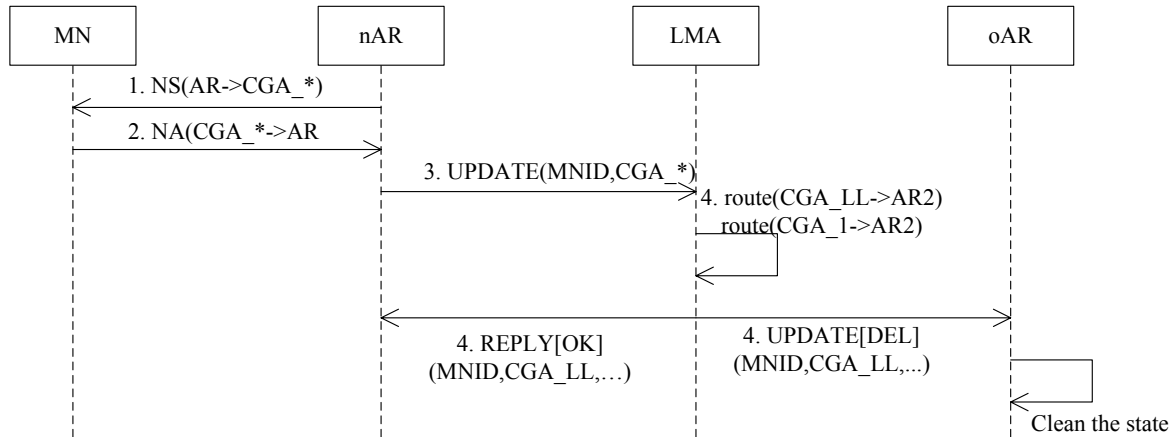 MN
nAR
LMA
oAR
1. NS(AR->CGA_*)
2. NA(CGA_*->AR
3. UPDATE(MNID,CGA_*)
4. route(CGA_LL->AR2)
route(CGA_1->AR2)
4. REPLY[OK]
(MNID,CGA_LL,…)
4. UPDATE[DEL]
(MNID,CGA_LL,...)
Clean the state